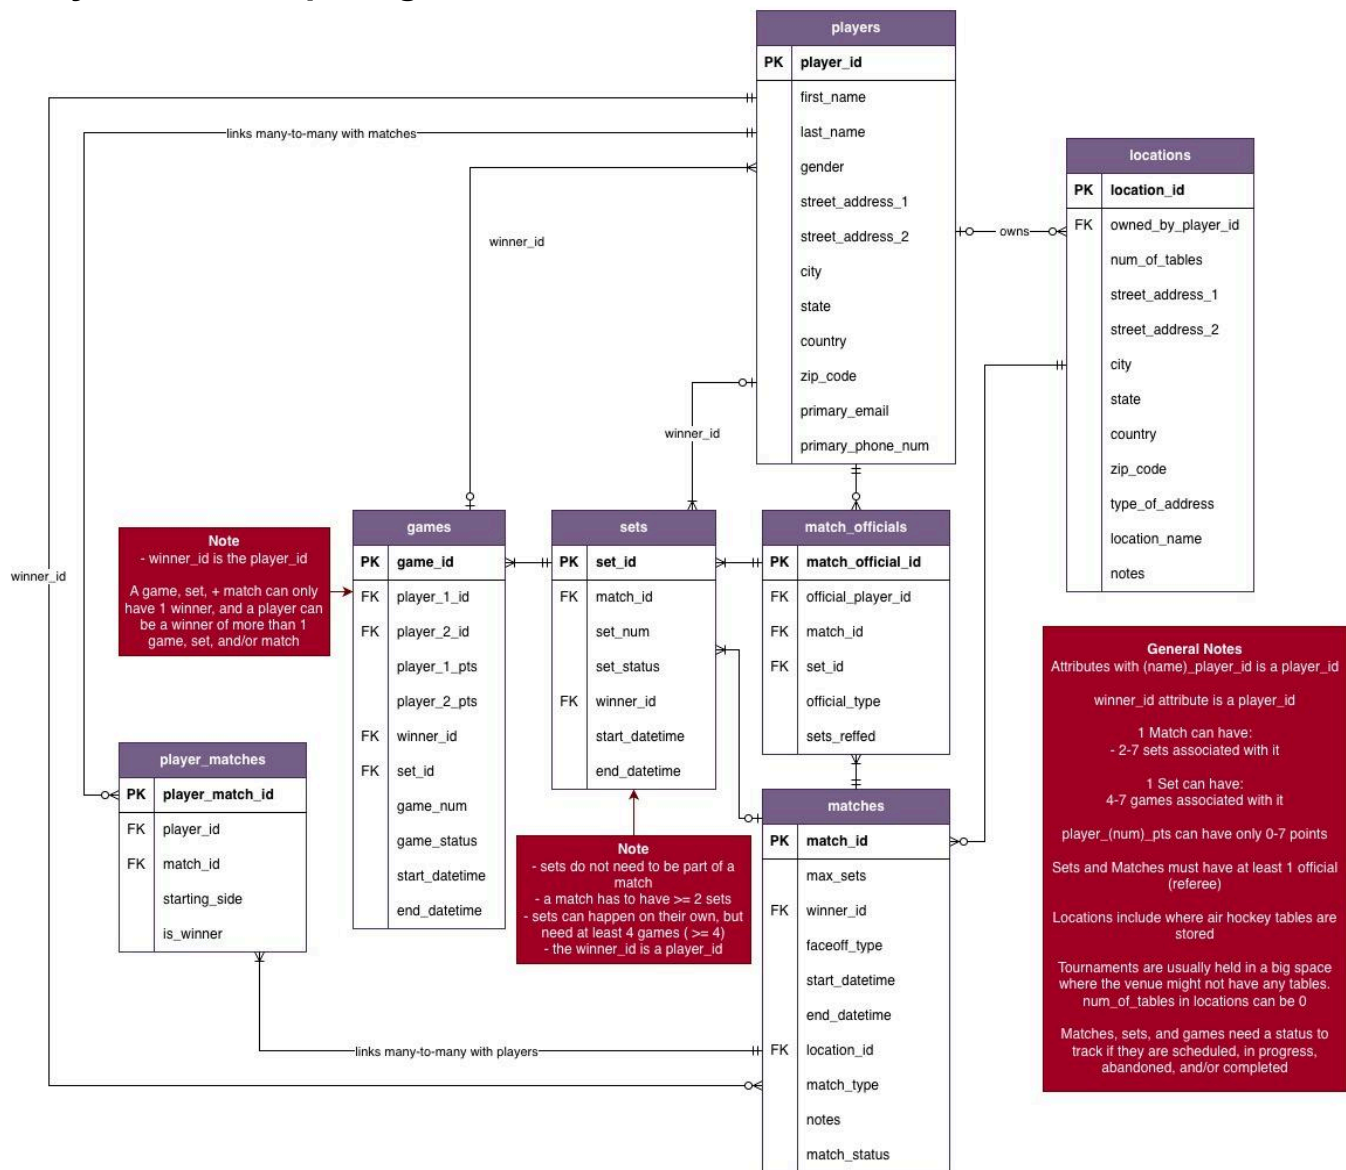 players
PK player_id
first_name
last_name
gender
street_address_1
street_address_2
city
state
country
zip_code
primary_email
primary_phone_num
links many-to-many with matches
winner_id
winner_id
winner_id
owns
locations
PK location_id
FK owned_by_player_id
num_of_tables
street_address_1
street_address_2
city
state
country
zip_code
type_of_address
location_name
notes
Note
- winner_id is the player_id
A game, set, + match can only
have 1 winner, and a player can
be a winner of more than 1
game, set, and/or match
games
PK game_id
FK player_1_id
FK player_2_id
player_1_pts
player_2_pts
FK winner_id
FK set_id
game_num
game_status
start_datetime
end_datetime
sets
PK set_id
FK match_id
set_num
set_status
FK winner_id
start_datetime
end_datetime
match_officials
PK match_official_id
FK official_player_id
FK match_id
FK set_id
official_type
sets_reffed
player_matches
PK player_match_id
FK player_id
FK match_id
starting_side
is_winner
Note
- sets do not need to be part of a
match
- a match has to have >= 2 sets
- sets can happen on their own, but
need at least 4 games ( >= 4)
- the winner_id is a player_id
matches
PK match_id
max_sets
FK winner_id
faceoff_type
start_datetime
end_datetime
FK location_id
match_type
notes
match_status
links many-to-many with players
General Notes
Attributes with (name)_player_id is a player_id
winner_id attribute is a player_id
1 Match can have:
- 2-7 sets associated with it
1 Set can have:
4-7 games associated with it
player_(num)_pts can have only 0-7 points
Sets and Matches must have at least 1 official
(referee)
Locations include where air hockey tables are
stored
Tournaments are usually held in a big space
where the venue might not have any tables.
num_of_tables in locations can be 0
Matches, sets, and games need a status to
track if they are scheduled, in progress,
abandoned, and/or completed